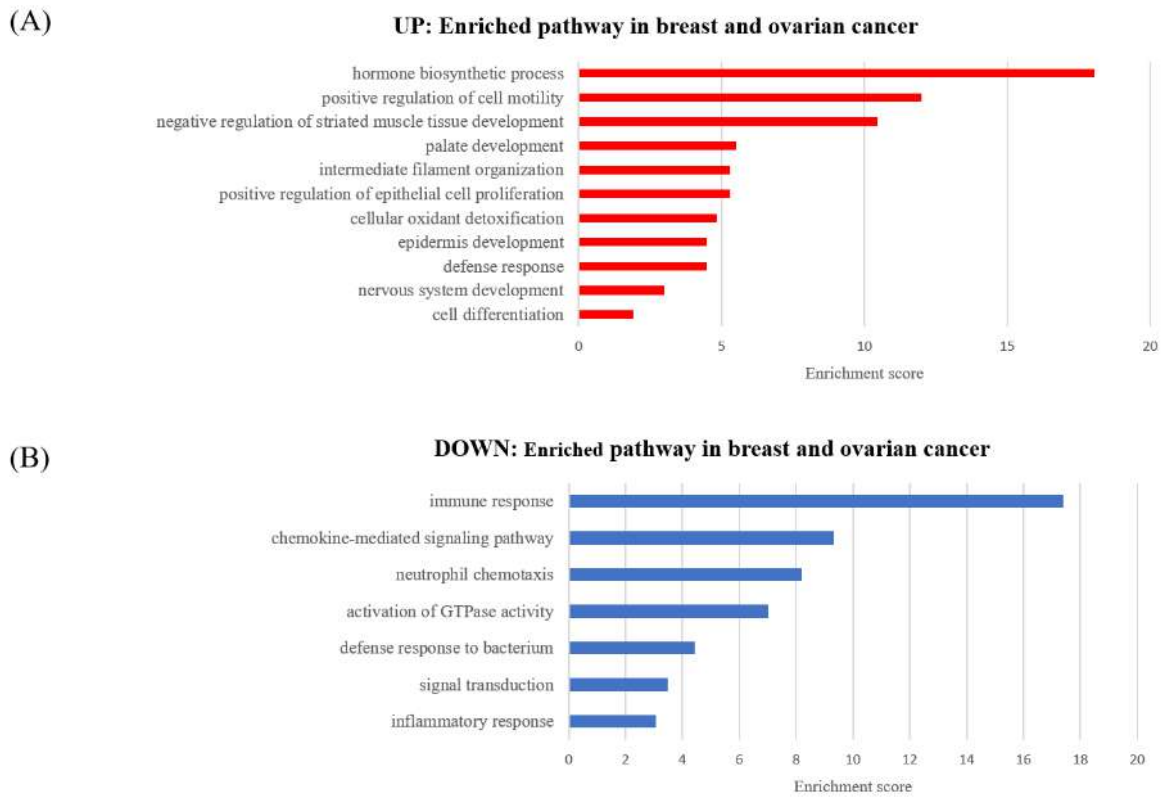 (A)
UP: Enriched pathway in breast and ovarian cancer
hormone biosynthetic process
positive regulation of cell motility
negative regulation of striated muscle tissue development
palate development
intermediate filament organization
positive regulation of epithelial cell proliferation
cellular oxidant detoxification
epidermis development
defense response
nervous system development
cell differentiation
0 5 10 15 20
Enrichment score
(B)
DOWN: Enriched pathway in breast and ovarian cancer
immune response
chemokine-mediated signaling pathway
neutrophil chemotaxis
activation of GTPase activity
defense response to bacterium
signal transduction
inflammatory response
0 2 4 6 8 10 12 14 16 18 20
Enrichment score